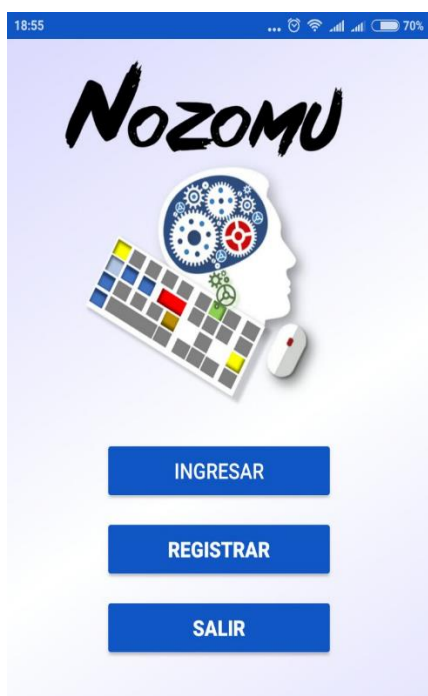 18:55 ... 70%
NOZOMU
INGRESAR
REGISTRAR
SALIR